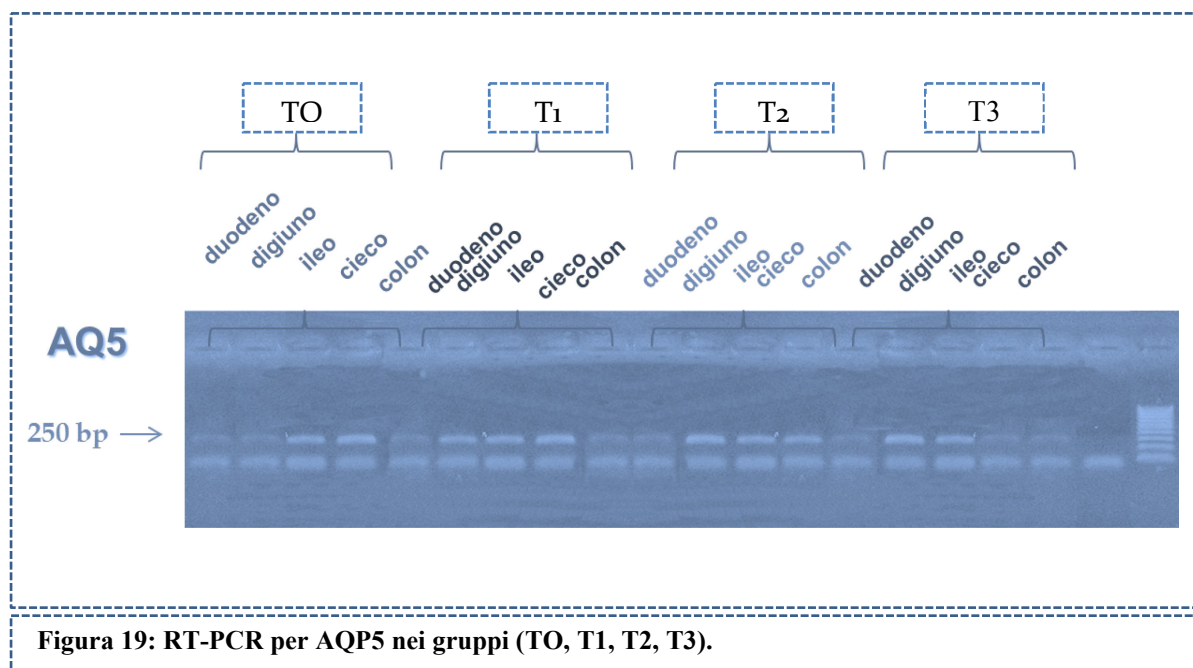 TO T1 T2 T3
duodeno digiuno ileo cieco colon duodeno digiuno ileo cieco colon duodeno digiuno ileo cieco colon duodeno digiuno ileo cieco colon
AQ5
250 bp →
Figura 19: RT-PCR per AQP5 nei gruppi (TO, T1, T2, T3).